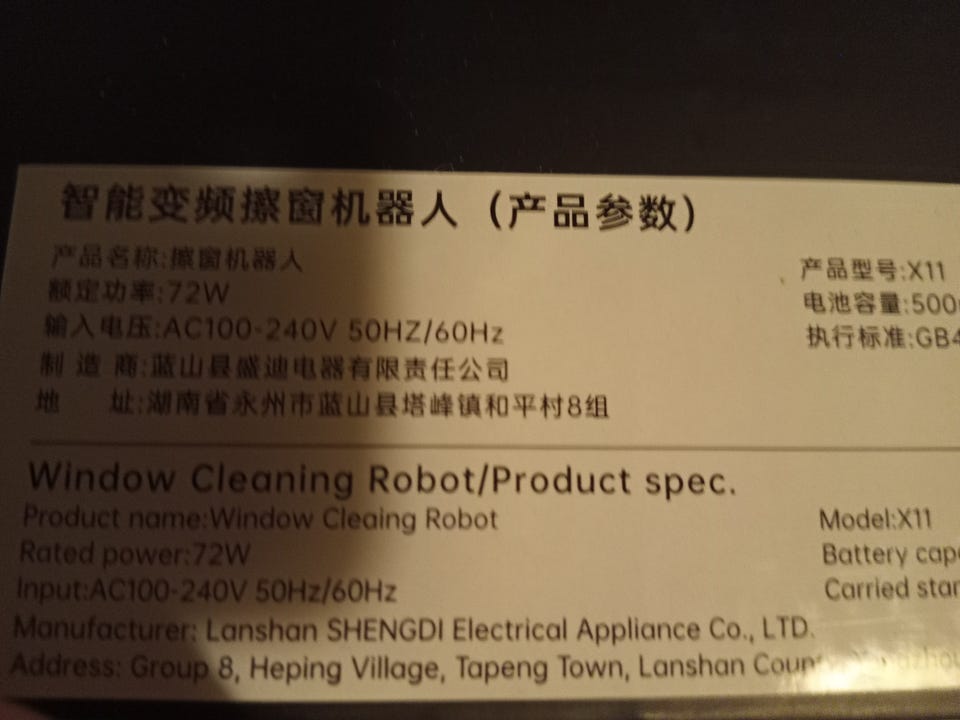 智能变频擦窗机器人（产品参数）
产品名称:擦窗机器人
产品型号:X11
额定功率:72W
电池容量:500
输入电压:AC100-240V 50HZ/60Hz
执行标准:GB4
制 造 商:蓝山县盛迪电器有限责任公司
地 址:湖南省永州市蓝山县塔峰镇和平村8组
Window Cleaning Robot/Product spec.
Product name:Window Cleaing Robot
Model:X11
Rated power:72W
Battery
Input:AC100-240V 50Hz/60Hz
Carried
Manufacturer: Lanshan SHENGDI Electrical Appliance Co., LTD.
Address: Group 8, Heping Village, Tapeng Town, Lanshan